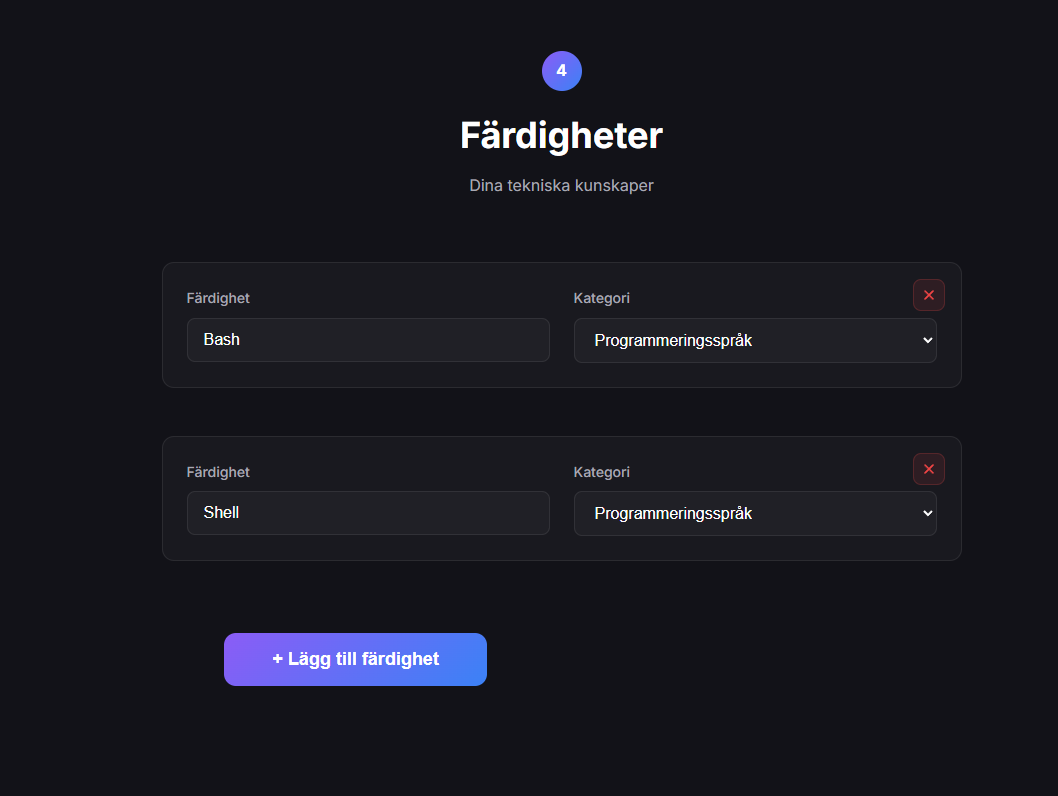 4
Färdigheter
Dina tekniska kunskaper
Färdighet
Kategori
Bash
Programmeringsspråk
Färdighet
Kategori
Shell
Programmeringsspråk
+ Lägg till färdighet